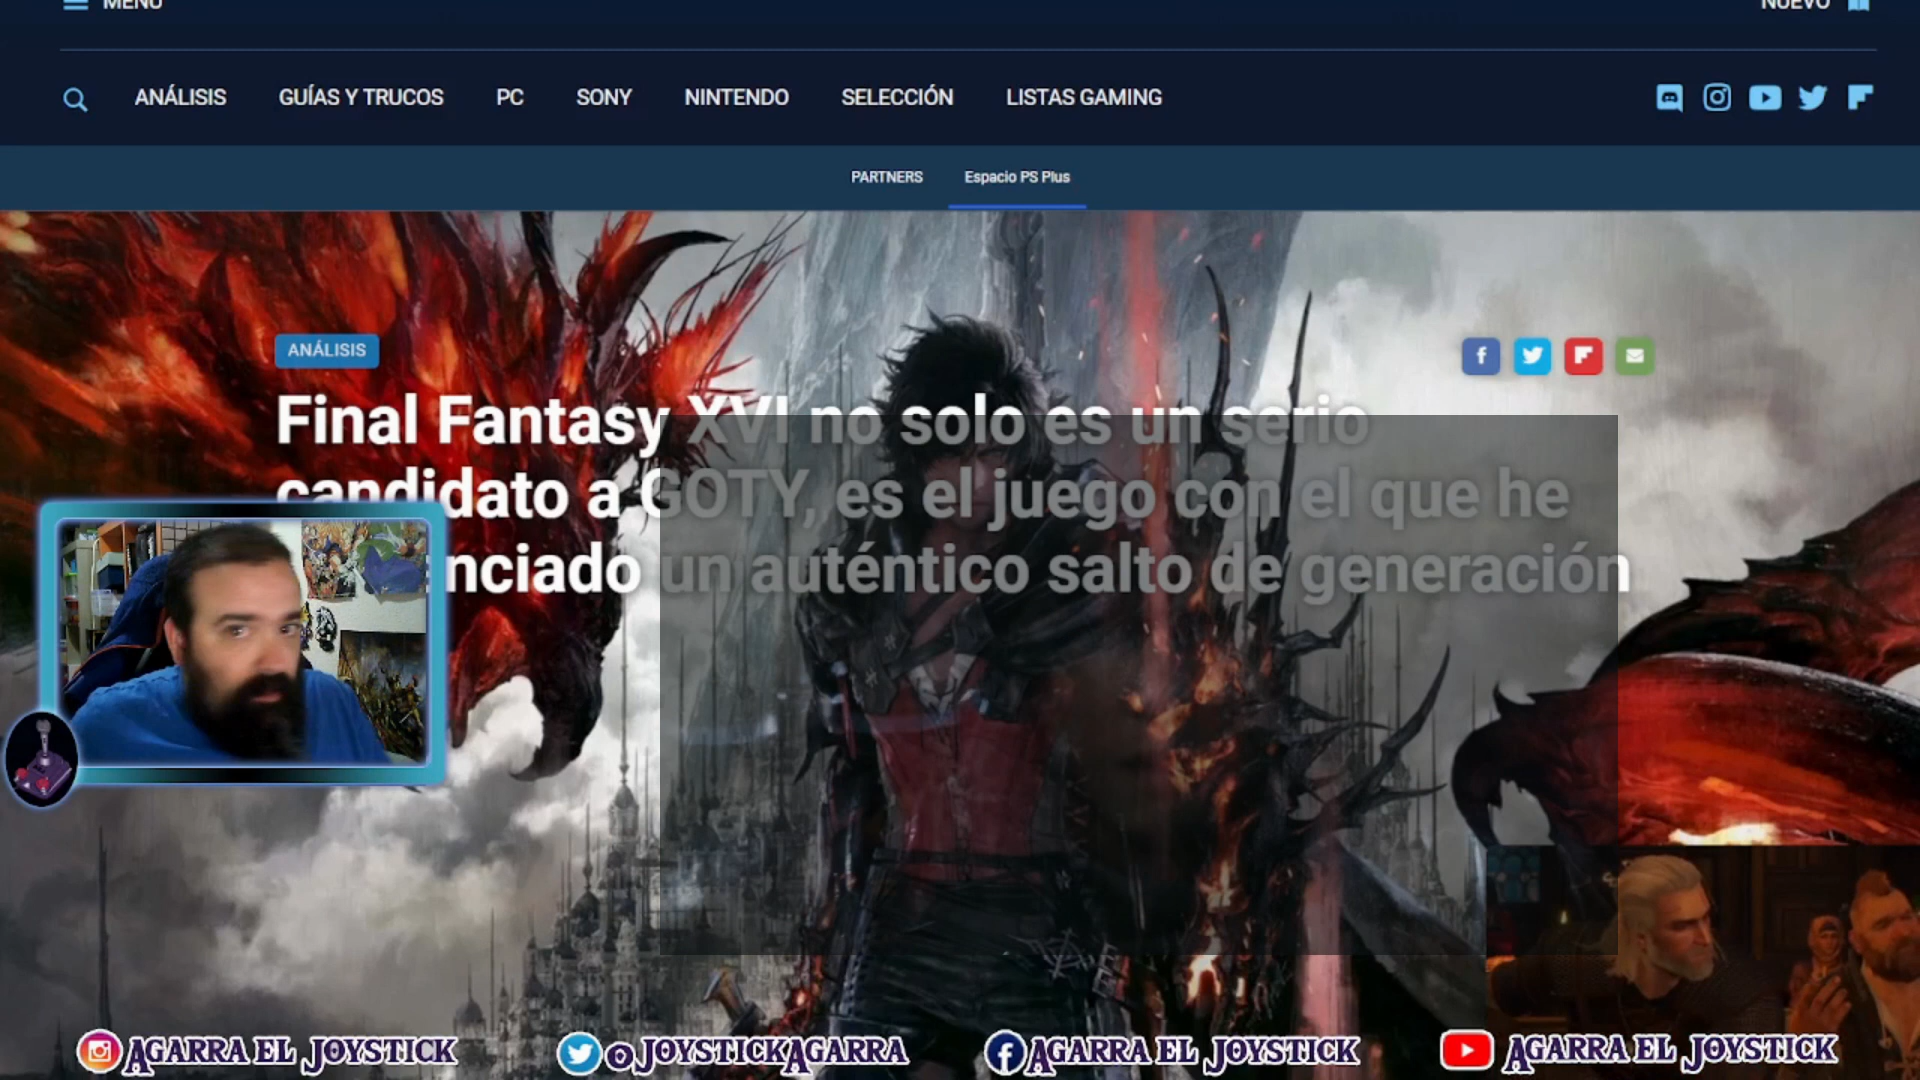 MENÚ
NUEVO
ANÁLISIS GUÍAS Y TRUCOS PC SONY NINTENDO SELECCIÓN LISTAS GAMING
PARTNERS Espacio PS Plus
ANÁLISIS
Final Fantasy XVI no solo es un serio
candidato a GOTY, es el juego con el que he
nciado un auténtico salto de generación
AGARRA EL JOYSTICK
@JOYSTICKAGARRA
AGARRA EL JOYSTICK
AGARRA EL JOYSTICK